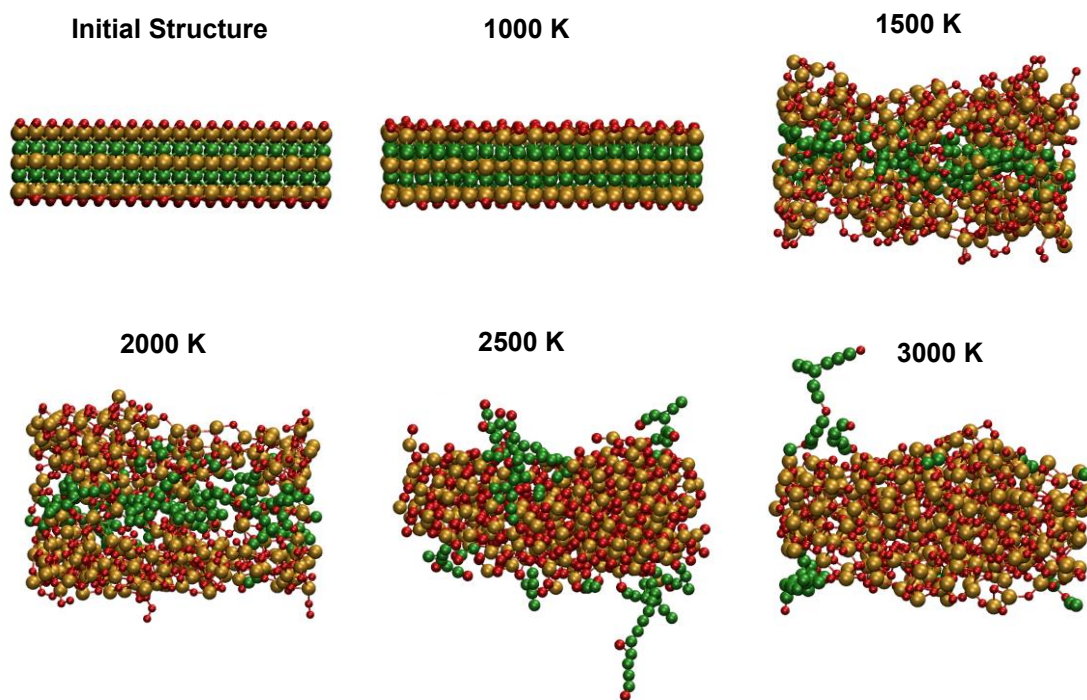 Initial Structure
1000 K
1500 K
2000 K
2500 K
3000 K